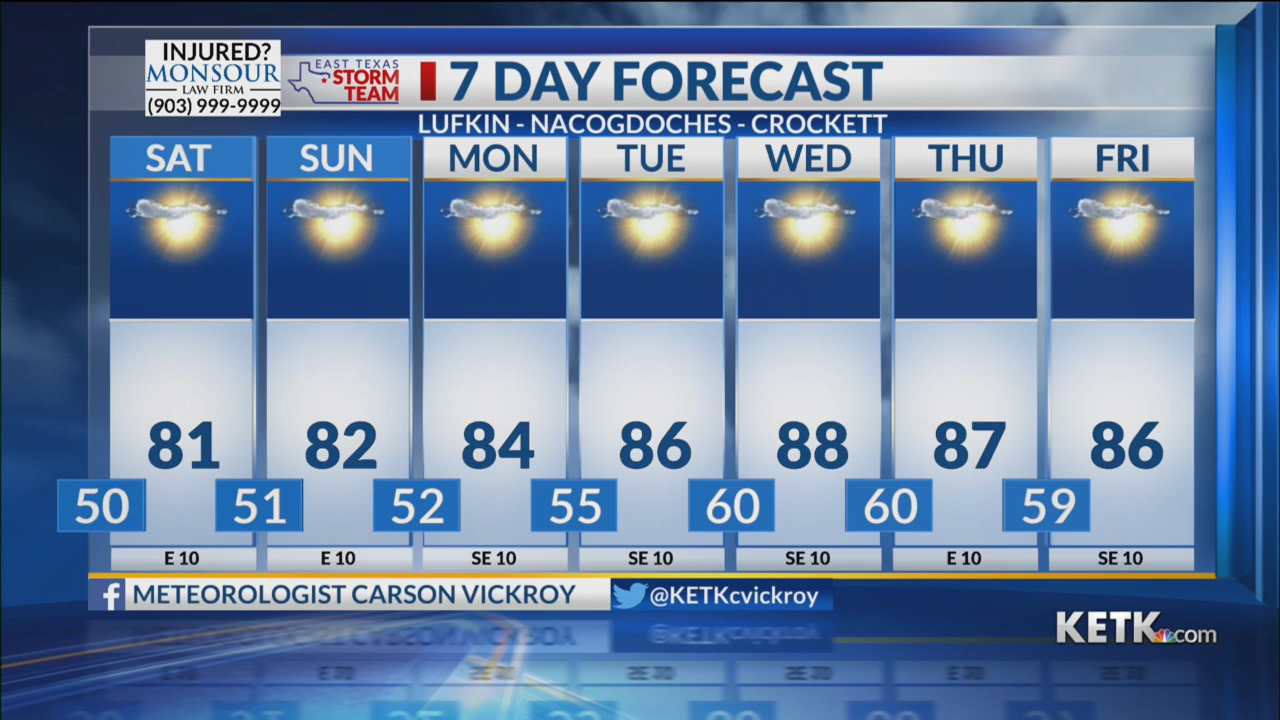 INJURED?
MONSOUR
LAW FIRM
(903) 999-9999
EAST TEXAS
STORM
TEAM
7 DAY FORECAST
LUFKIN - NACOGDOCHES - CROCKETT
SAT SUN MON TUE WED THU FRI
81 82 84 86 88 87 86
50 51 52 55 60 60 59
E 10 E 10 SE 10 SE 10 SE 10 E 10 SE 10
f METEOROLOGIST CARSON VICKROY @KETKcvickroy
KETK.com